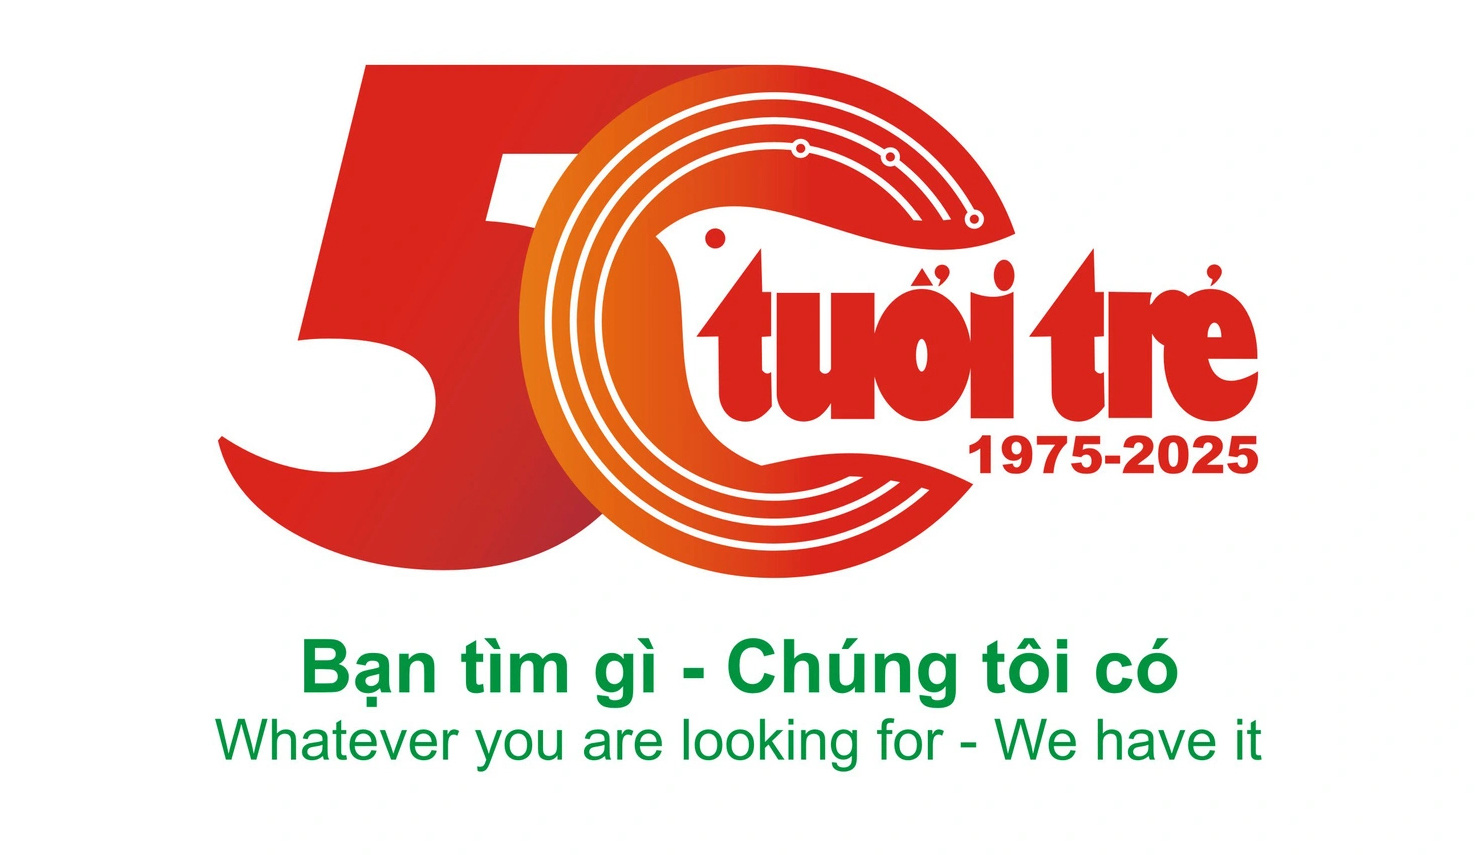 50
tuổi trẻ
1975-2025
Bạn tìm gì - Chúng tôi có
Whatever you are looking for - We have it